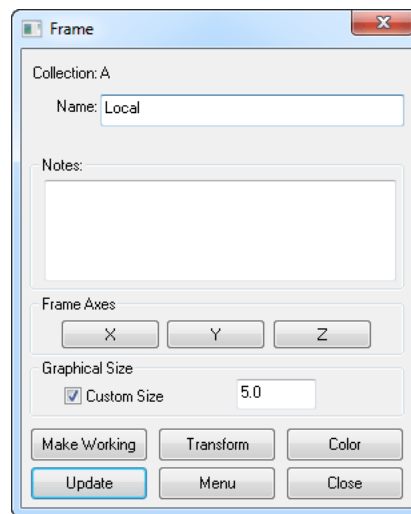 Frame
Collection: A
Name: Local
Notes:
Frame Axes
X Y Z
Graphical Size
Custom Size 5.0
Make Working Transform Color
Update Menu Close